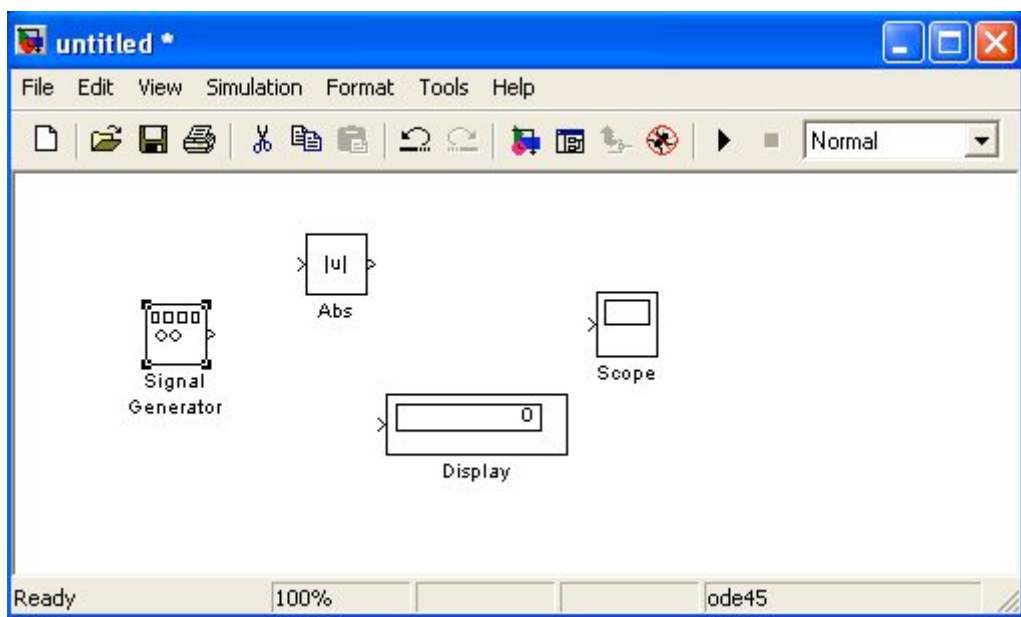 untitled *
File Edit View Simulation Format Tools Help
Normal
|u|
Abs
Signal
Generator
Scope
0
Display
Ready 100% ode45